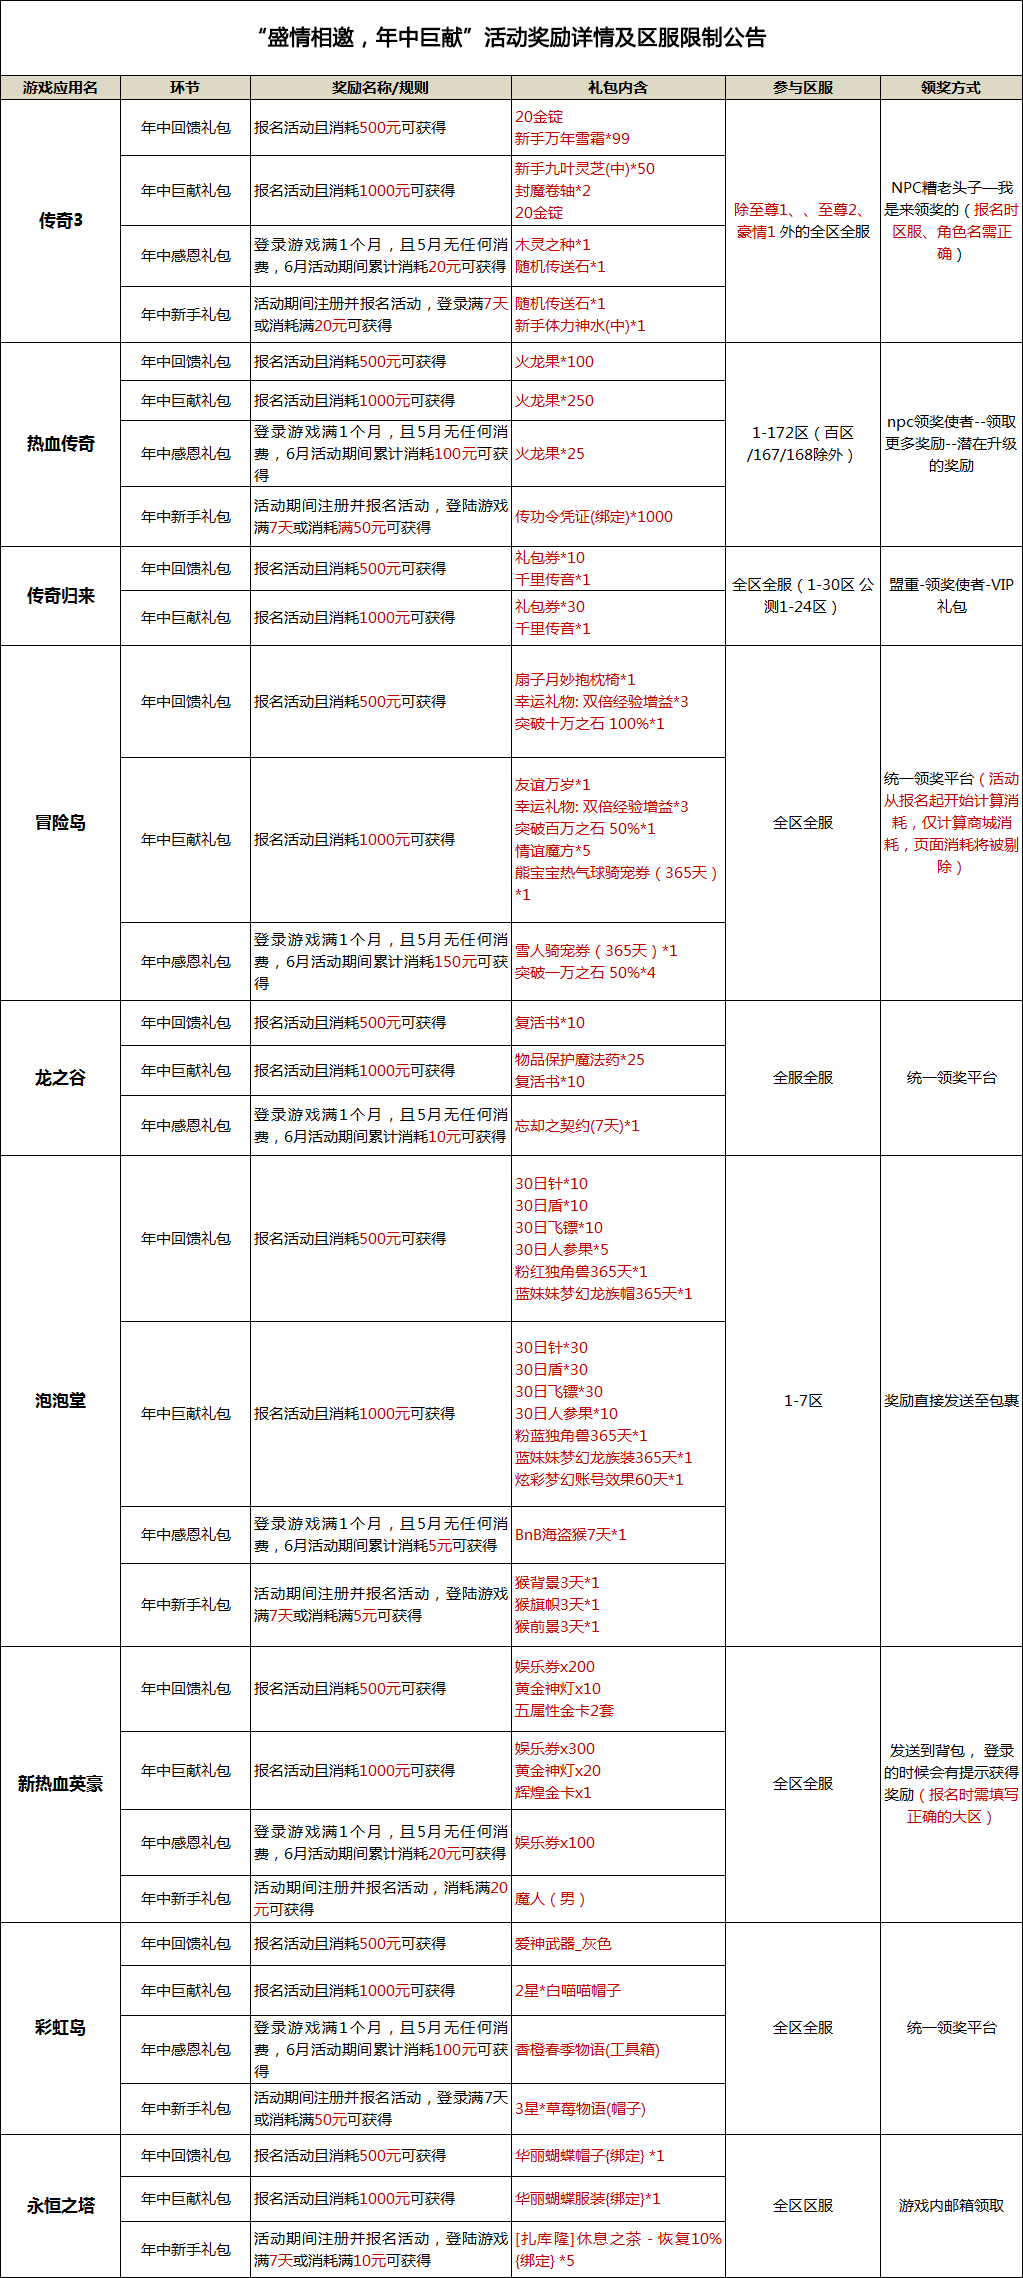 “盛情相邀，年中巨献”活动奖励详情及区服限制公告
游戏应用名 环节 奖励名称/规则 礼包内含 参与区服 领奖方式
传奇3
年中回馈礼包
报名活动且消耗500元可获得
20金锭
新手万年雪霜*99
年中巨献礼包
报名活动且消耗1000元可获得
新手九叶灵芝(中)*50
封魔卷轴*2
20金锭
年中感恩礼包
登录游戏满1个月，且5月无任何消
费，6月活动期间累计消耗20元可获得
木灵之种*1
随机传送石*1
年中新手礼包
活动期间注册并报名活动，登录满7天
或消耗满20元可获得
随机传送石*1
新手体力神水(中)*1
除至尊1、、至尊2、
豪情1 外的全区全服
NPC糟老头子—我
是来领奖的（报名时
区服、角色名需正
确）
热血传奇
年中回馈礼包
报名活动且消耗500元可获得
火龙果*100
年中巨献礼包
报名活动且消耗1000元可获得
火龙果*250
年中感恩礼包
登录游戏满1个月，且5月无任何消
费，6月活动期间累计消耗100元可获
得
火龙果*25
年中新手礼包
活动期间注册并报名活动，登陆游戏
满7天或消耗满50元可获得
传功令凭证(绑定)*1000
1-172区（百区
/167/168除外）
npc领奖使者--领取
更多奖励--潜在升级
的奖励
传奇归来
年中回馈礼包
报名活动且消耗500元可获得
礼包券*10
千里传音*1
年中巨献礼包
报名活动且消耗1000元可获得
礼包券*30
千里传音*1
全区全服（1-30区 公
测1-24区）
盟重-领奖使者-VIP
礼包
冒险岛
年中回馈礼包
报名活动且消耗500元可获得
扇子月妙抱枕椅*1
幸运礼物: 双倍经验增益*3
突破十万之石 100%*1
年中巨献礼包
报名活动且消耗1000元可获得
友谊万岁*1
幸运礼物: 双倍经验增益*3
突破百万之石 50%*1
情谊魔方*5
熊宝宝热气球骑宠券（365天）
*1
年中感恩礼包
登录游戏满1个月，且5月无任何消
费，6月活动期间累计消耗150元可获
得
雪人骑宠券（365天）*1
突破一万之石 50%*4
全区全服
统一领奖平台（活动
从报名起开始计算消
耗，仅计算商城消
耗，页面消耗将被剔
除）
龙之谷
年中回馈礼包
报名活动且消耗500元可获得
复活书*10
年中巨献礼包
报名活动且消耗1000元可获得
物品保护魔法药*25
复活书*10
年中感恩礼包
登录游戏满1个月，且5月无任何消
费，6月活动期间累计消耗10元可获得
忘却之契约(7天)*1
全服全服
统一领奖平台
泡泡堂
年中回馈礼包
报名活动且消耗500元可获得
30日针*10
30日盾*10
30日飞镖*10
30日人参果*5
粉红独角兽365天*1
蓝妹妹梦幻龙族帽365天*1
年中巨献礼包
报名活动且消耗1000元可获得
30日针*30
30日盾*30
30日飞镖*30
30日人参果*10
粉蓝独角兽365天*1
蓝妹妹梦幻龙族装365天*1
炫彩梦幻账号效果60天*1
年中感恩礼包
登录游戏满1个月，且5月无任何消
费，6月活动期间累计消耗5元可获得
BnB海盗猴7天*1
年中新手礼包
活动期间注册并报名活动，登陆游戏
满7天或消耗满5元可获得
猴背景3天*1
猴旗帜3天*1
猴前景3天*1
1-7区
奖励直接发送至包裹
新热血英豪
年中回馈礼包
报名活动且消耗500元可获得
娱乐券x200
黄金神灯x10
五属性金卡2套
年中巨献礼包
报名活动且消耗1000元可获得
娱乐券x300
黄金神灯x20
辉煌金卡x1
年中感恩礼包
登录游戏满1个月，且5月无任何消
费，6月活动期间累计消耗20元可获得
娱乐券x100
年中新手礼包
活动期间注册并报名活动，消耗满20
元可获得
魔人（男）
全区全服
发送到背包， 登录
的时候会有提示获得
奖励（报名时需填写
正确的大区）
彩虹岛
年中回馈礼包
报名活动且消耗500元可获得
爱神武器_灰色
年中巨献礼包
报名活动且消耗1000元可获得
2星*白喵喵帽子
年中感恩礼包
登录游戏满1个月，且5月无任何消
费，6月活动期间累计消耗100元可获
得
香橙春季物语(工具箱)
年中新手礼包
活动期间注册并报名活动，登录满7天
或消耗满50元可获得
3星*草莓物语(帽子)
全区全服
统一领奖平台
永恒之塔
年中回馈礼包
报名活动且消耗500元可获得
华丽蝴蝶帽子{绑定} *1
年中巨献礼包
报名活动且消耗1000元可获得
华丽蝴蝶服装{绑定}*1
年中新手礼包
活动期间注册并报名活动，登陆游戏
满7天或消耗满10元可获得
[扎库隆]休息之茶 - 恢复10%
{绑定} *5
全区区服
游戏内邮箱领取